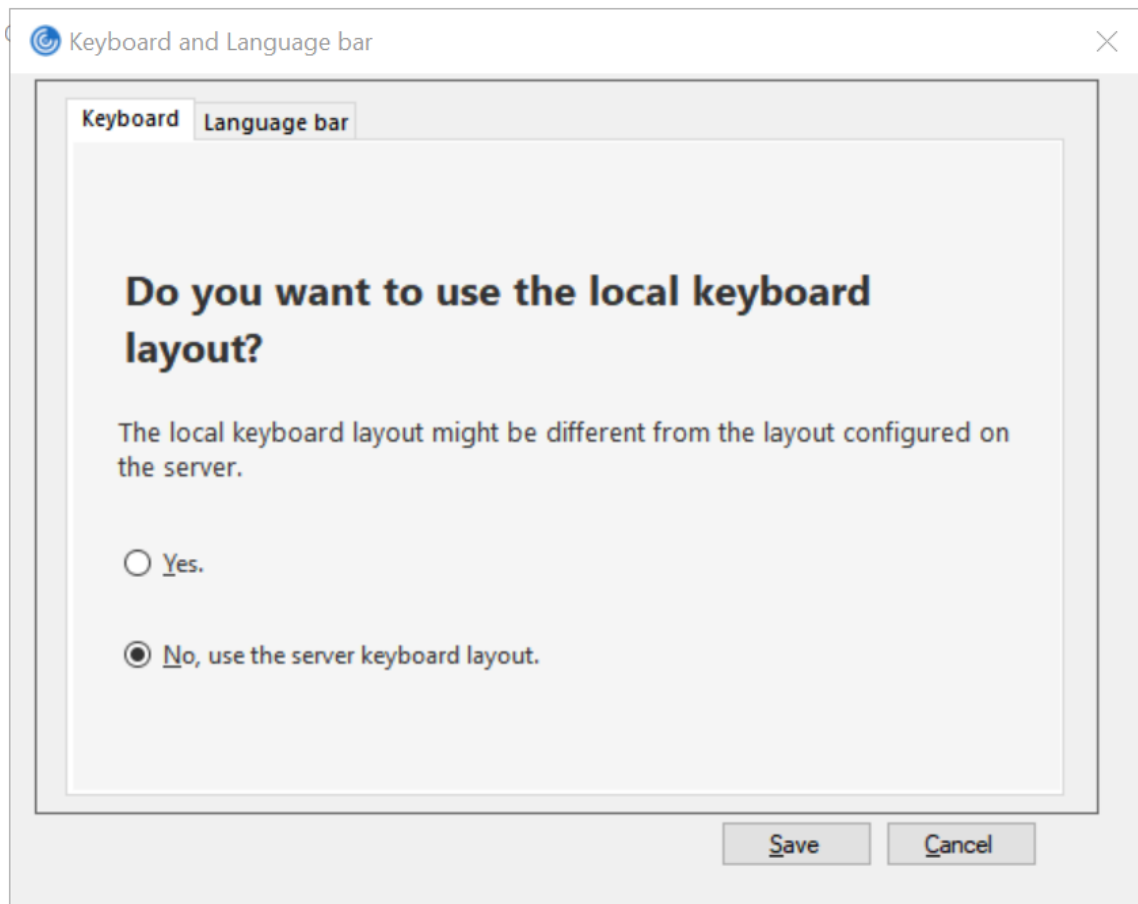 Keyboard and Language bar
Keyboard
Language bar
Do you want to use the local keyboard
layout?
The local keyboard layout might be different from the layout configured on
the server.
Yes.
No, use the server keyboard layout.
Save
Cancel